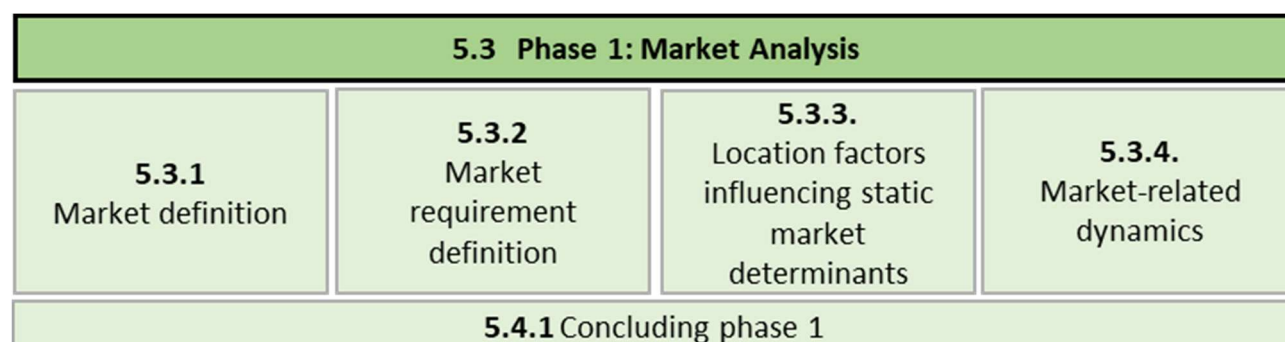 5.3 Phase 1: Market Analysis
5.3.1
Market definition
5.3.2
Market
requirement
definition
5.3.3.
Location factors
influencing static
market
determinants
5.3.4.
Market-related
dynamics
5.4.1 Concluding phase 1